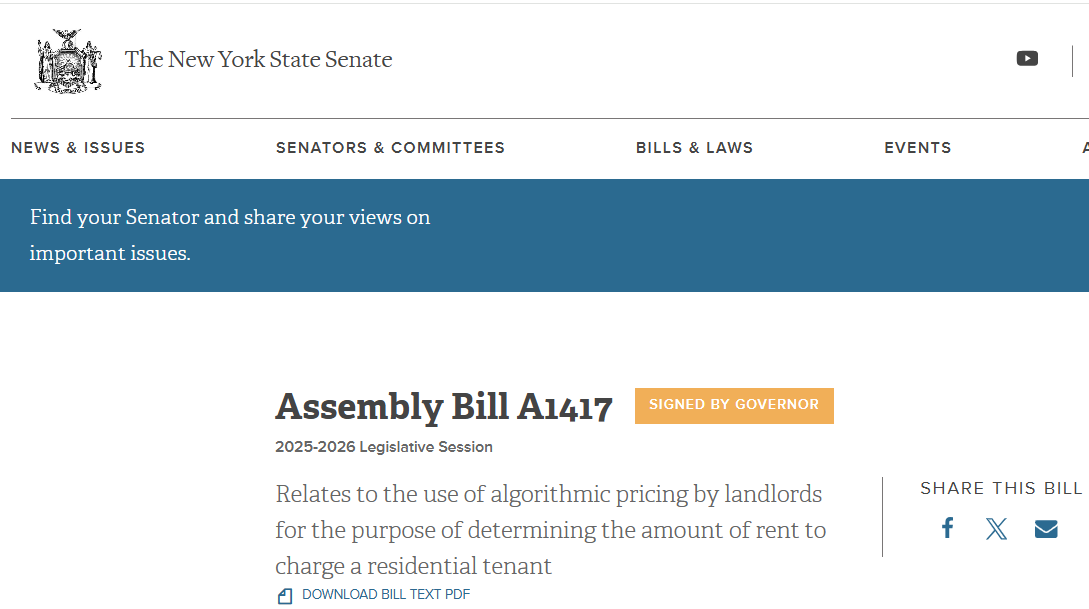 The New York State Senate
NEWS & ISSUES
SENATORS & COMMITTEES
BILLS & LAWS
EVENTS
Find your Senator and share your views on
important issues.
Assembly Bill A1417
SIGNED BY GOVERNOR
2025-2026 Legislative Session
Relates to the use of algorithmic pricing by landlords
for the purpose of determining the amount of rent to
charge a residential tenant
DOWNLOAD BILL TEXT PDF
SHARE THIS BILL